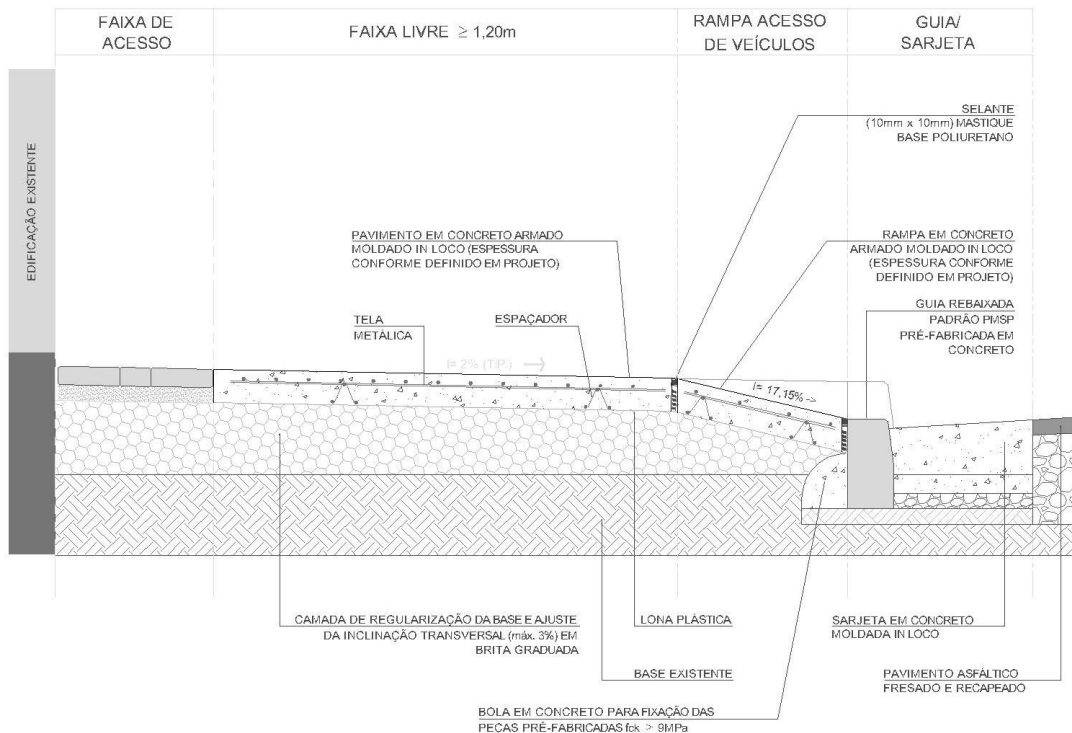 FAIXA DE
ACESSO
FAIXA LIVRE ≥ 1,20m
RAMPA ACESSO
DE VEÍCULOS
GUIA/
SARJETA
EDIFICAÇÃO EXISTENTE
SELANTE
(10mm x 10mm) MASTIQUE
BASE POLIURETANO
PAVIMENTO EM CONCRETO ARMADO
MOLDADO IN LOCO (ESPESSURA
CONFORME DEFINIDO EM PROJETO)
RAMPA EM CONCRETO
ARMADO MOLDADO IN LOCO
(ESPESSURA CONFORME
DEFINIDO EM PROJETO)
TELA
METÁLICA
ESPAÇADOR
GUIA REBAIXADA
PADRÃO PMSP
PRÉ-FABRICADA EM
CONCRETO
I= 2% (TIP.)
I= 17,15% ->
CAMADA DE REGULARIZAÇÃO DA BASE E AJUSTE
DA INCLINAÇÃO TRANSVERSAL (máx. 3%) EM
BRITA GRADUADA
LONA PLÁSTICA
SARJETA EM CONCRETO
MOLDADA IN LOCO
BASE EXISTENTE
PAVIMENTO ASFÁLTICO
FRESADO E RECAPEADO
BOLA EM CONCRETO PARA FIXAÇÃO DAS
PEÇAS PRÉ-FABRICADAS fck > 9MPa